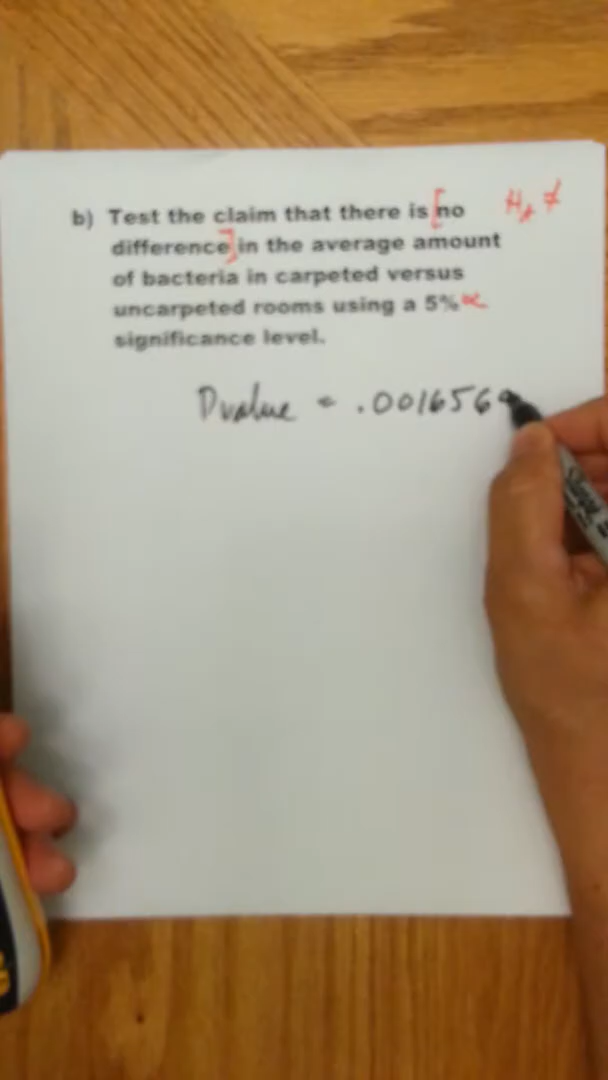 b) Test the claim that there is [no HA ≠
difference] in the average amount
of bacteria in carpeted versus
uncarpeted rooms using a 5% ∝
significance level.
Pvalue = .001656
Sharpie